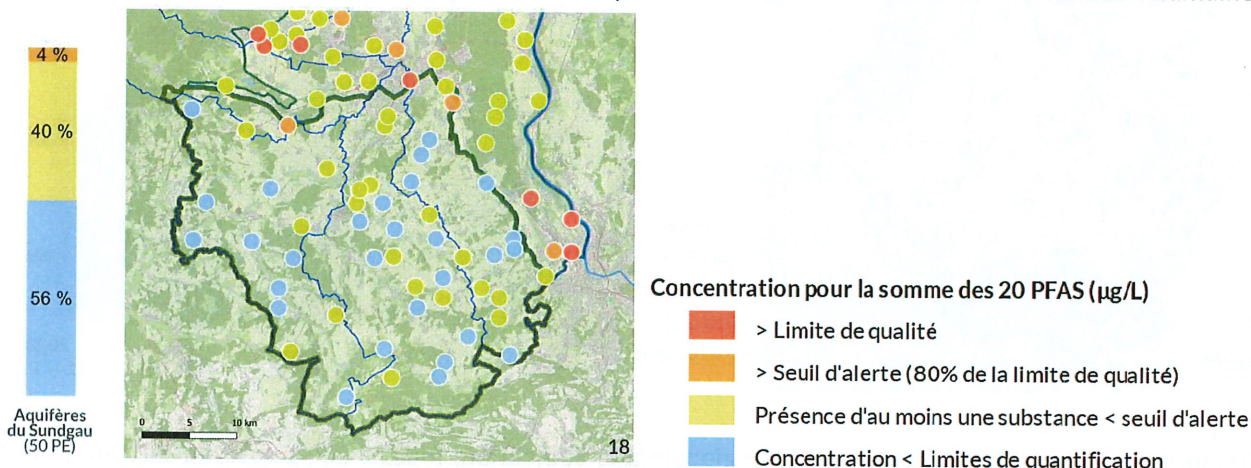 4 %
40 %
56 %
Aquifères
du Sundgau
(50 PE)
0 5 10 km
18
Concentration pour la somme des 20 PFAS (µg/L)
> Limite de qualité
> Seuil d'alerte (80% de la limite de qualité)
Présence d'au moins une substance < seuil d'alerte
Concentration < Limites de quantification